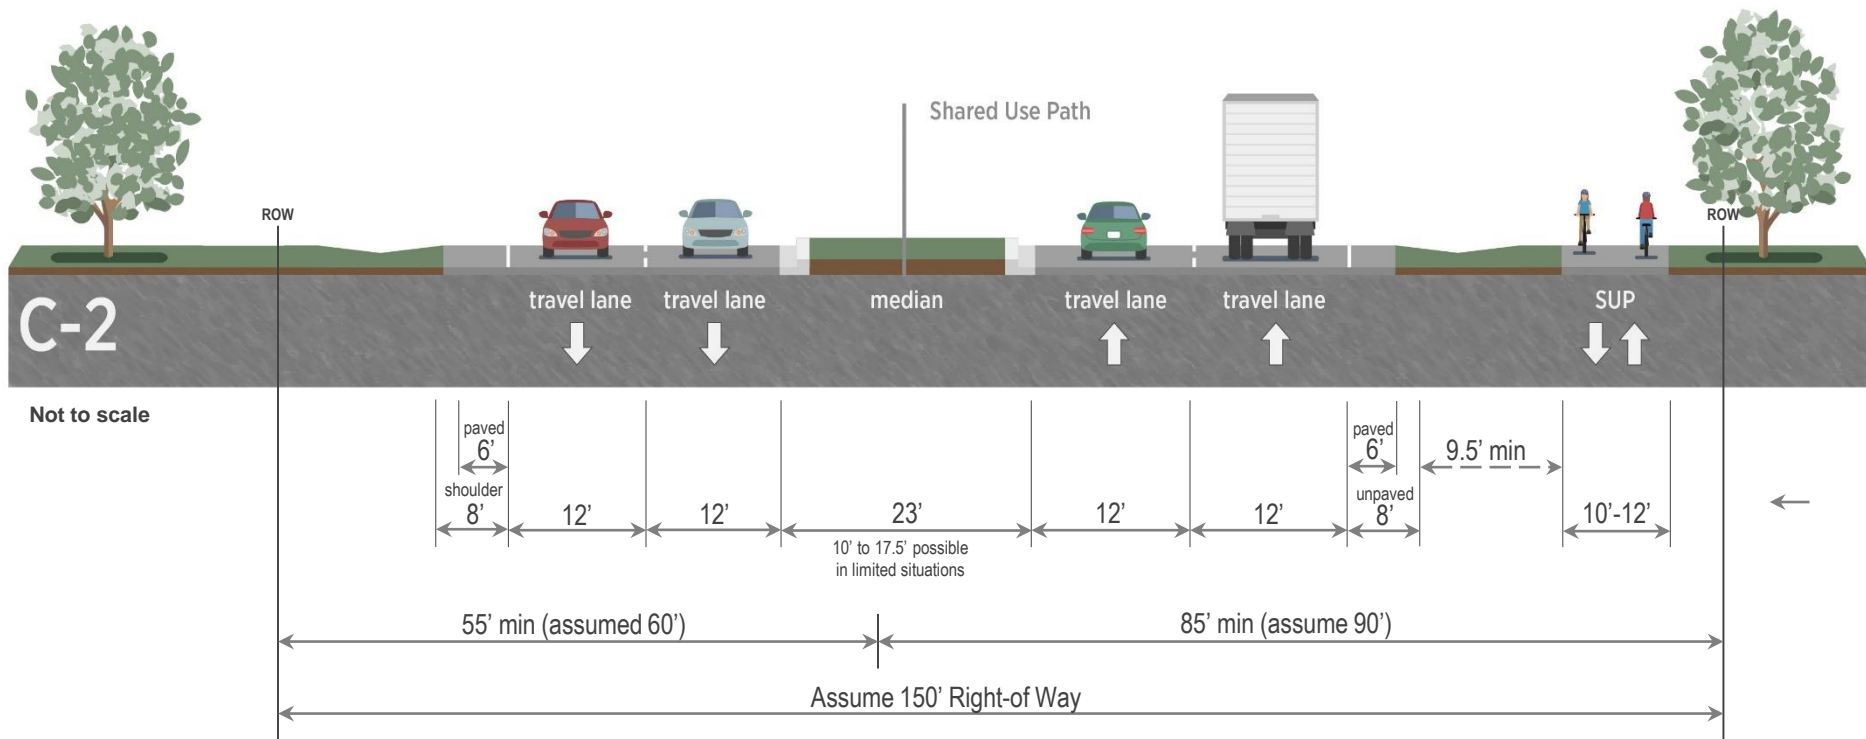 Shared Use Path
ROW
ROW
travel lane
travel lane
median
travel lane
travel lane
SUP
C-2
Not to scale
paved
6’
paved
6’
9.5’ min
shoulder
8’
12’
12’
23’
12’
12’
unpaved
8’
10’-12’
10’ to 17.5’ possible
in limited situations
55’ min (assumed 60’)
85’ min (assume 90’)
Assume 150’ Right-of Way